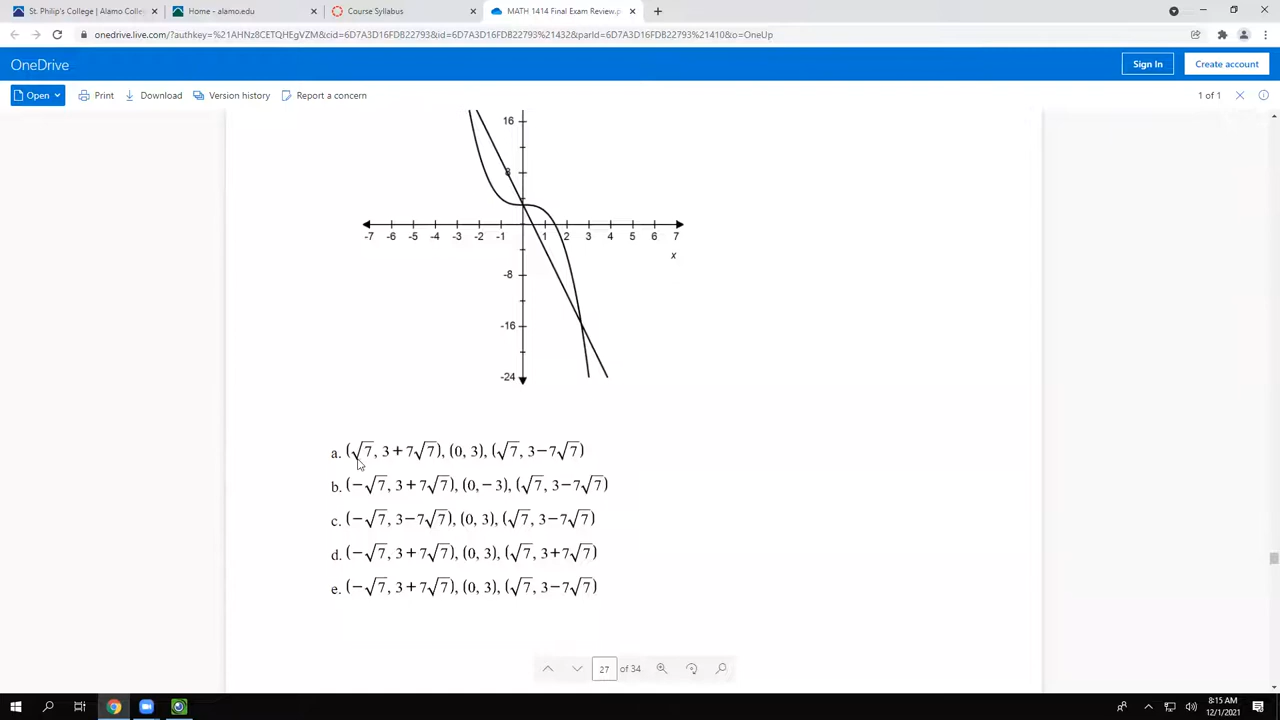 St. Philip's College | Alamo Colle
Home - alamo.edu
Course Syllabus
MATH 1414 Final Exam Review.p
onedrive.live.com/?authkey=%21AHNz8CETQHEgVZM&cid=6D7A3D16FDB22793&id=6D7A3D16FDB22793%21432&parId=6D7A3D16FDB22793%21410&o=OneUp
OneDrive
Sign In
Create account
Open
Print
Download
Version history
Report a concern
1 of 1
16
8
-7 -6 -5 -4 -3 -2 -1 1 2 3 4 5 6 7
x
-8
-16
-24
a. (√7, 3+7√7), (0, 3), (√7, 3−7√7)
b. (−√7, 3+7√7), (0,−3), (√7, 3−7√7)
c. (−√7, 3−7√7), (0, 3), (√7, 3−7√7)
d. (−√7, 3+7√7), (0, 3), (√7, 3+7√7)
e. (−√7, 3+7√7), (0, 3), (√7, 3−7√7)
27 of 34
8:15 AM
12/1/2021